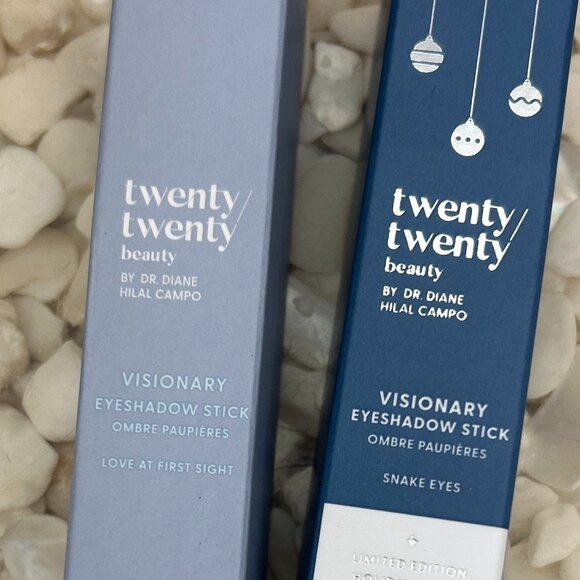 twenty/
twenty/
beauty
BY DR. DIANE
HILAL CAMPO
VISIONARY
EYESHADOW STICK
OMBRE PAUPIÈRES
LOVE AT FIRST SIGHT
twenty/
twenty/
beauty
BY DR. DIANE
HILAL CAMPO
VISIONARY
EYESHADOW STICK
OMBRE PAUPIÈRES
SNAKE EYES
LIMITED EDITION